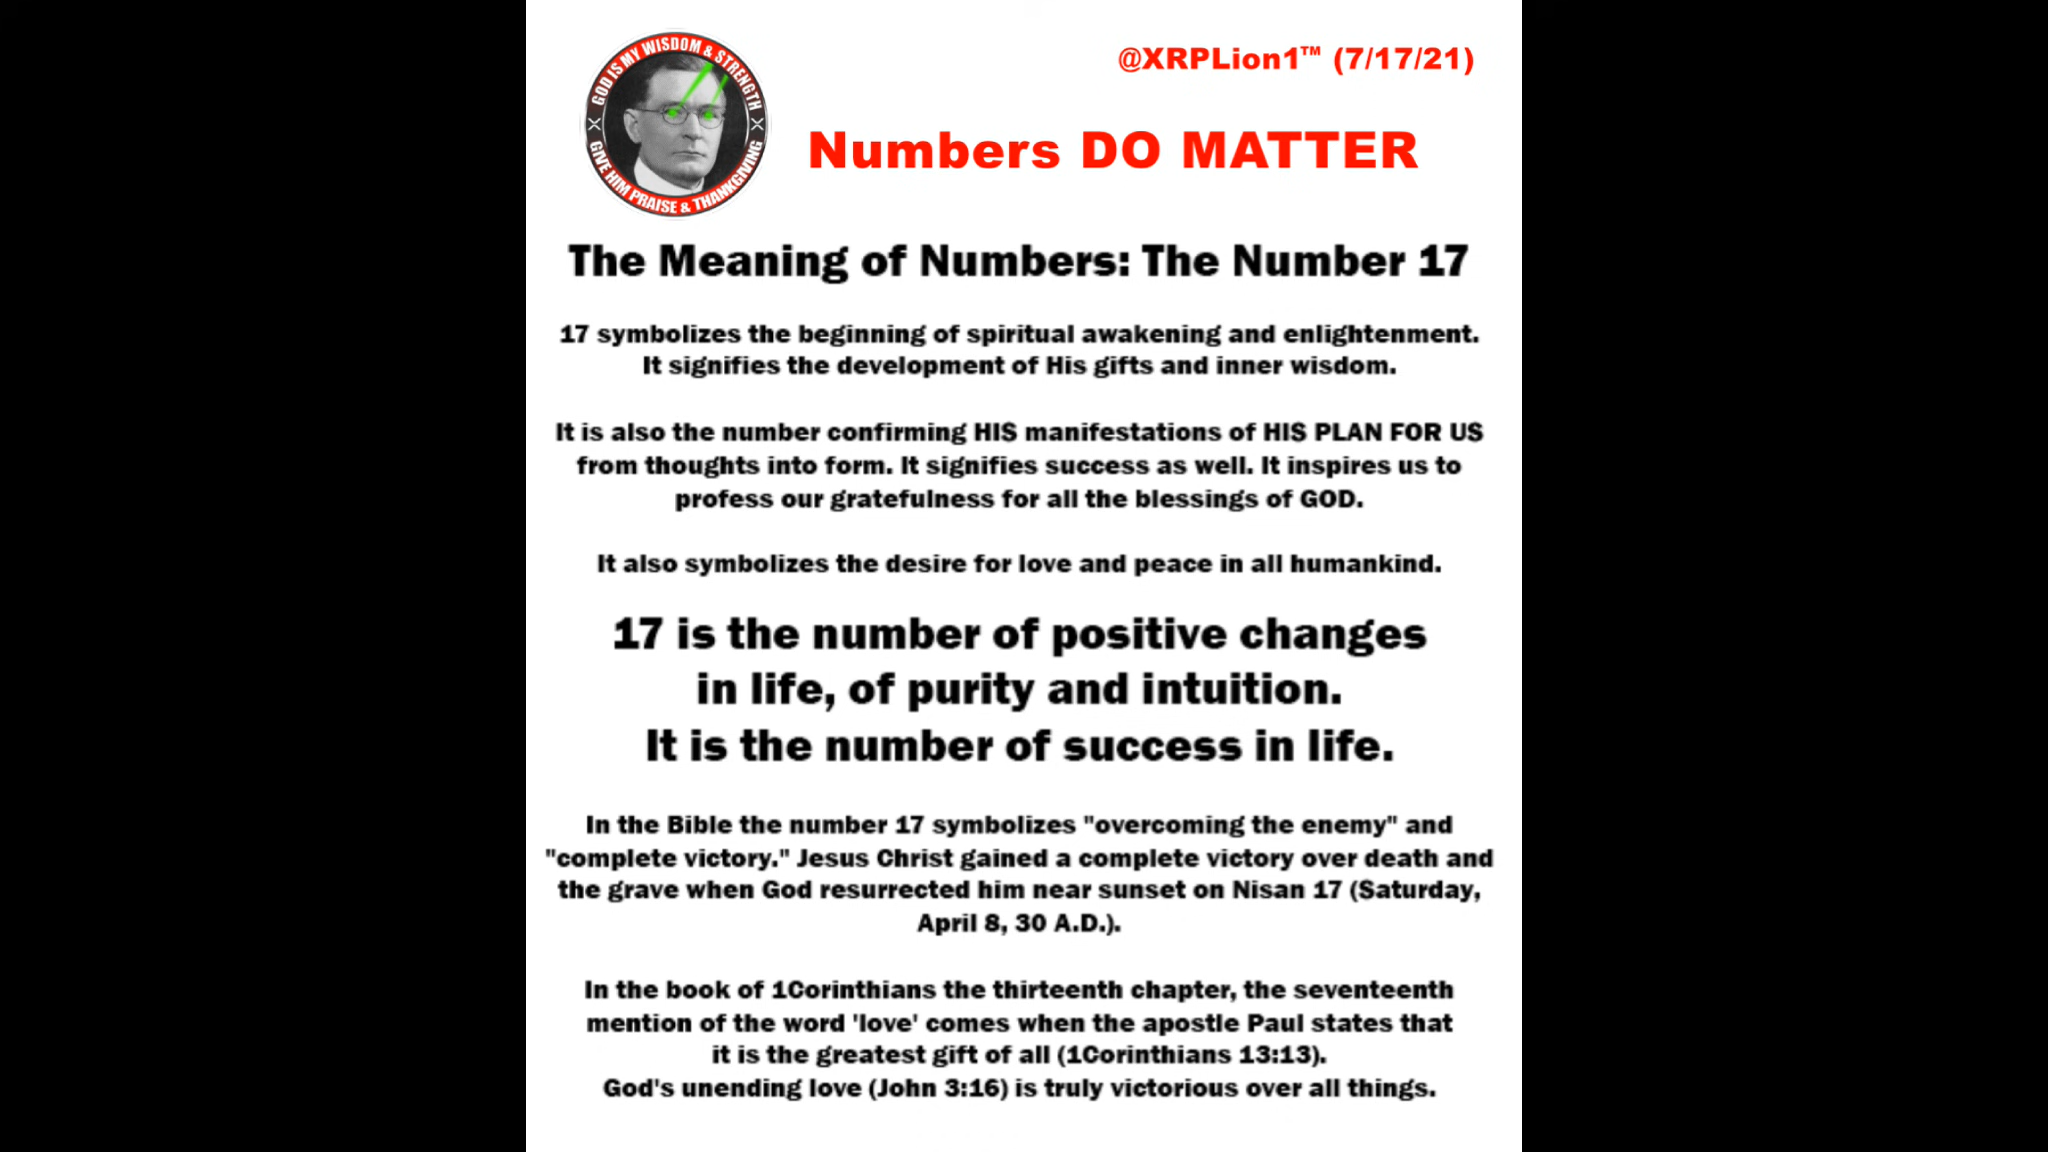 GOD IS MY WISDOM & STRENGTH
GIVE HIM PRAISE & THANKGIVING
@XRPLion1™ (7/17/21)
Numbers DO MATTER
The Meaning of Numbers: The Number 17
17 symbolizes the beginning of spiritual awakening and enlightenment.
It signifies the development of His gifts and inner wisdom.
It is also the number confirming HIS manifestations of HIS PLAN FOR US
from thoughts into form. It signifies success as well. It inspires us to
profess our gratefulness for all the blessings of GOD.
It also symbolizes the desire for love and peace in all humankind.
17 is the number of positive changes
in life, of purity and intuition.
It is the number of success in life.
In the Bible the number 17 symbolizes "overcoming the enemy" and
"complete victory." Jesus Christ gained a complete victory over death and
the grave when God resurrected him near sunset on Nisan 17 (Saturday,
April 8, 30 A.D.).
In the book of 1Corinthians the thirteenth chapter, the seventeenth
mention of the word 'love' comes when the apostle Paul states that
it is the greatest gift of all (1Corinthians 13:13).
God's unending love (John 3:16) is truly victorious over all things.